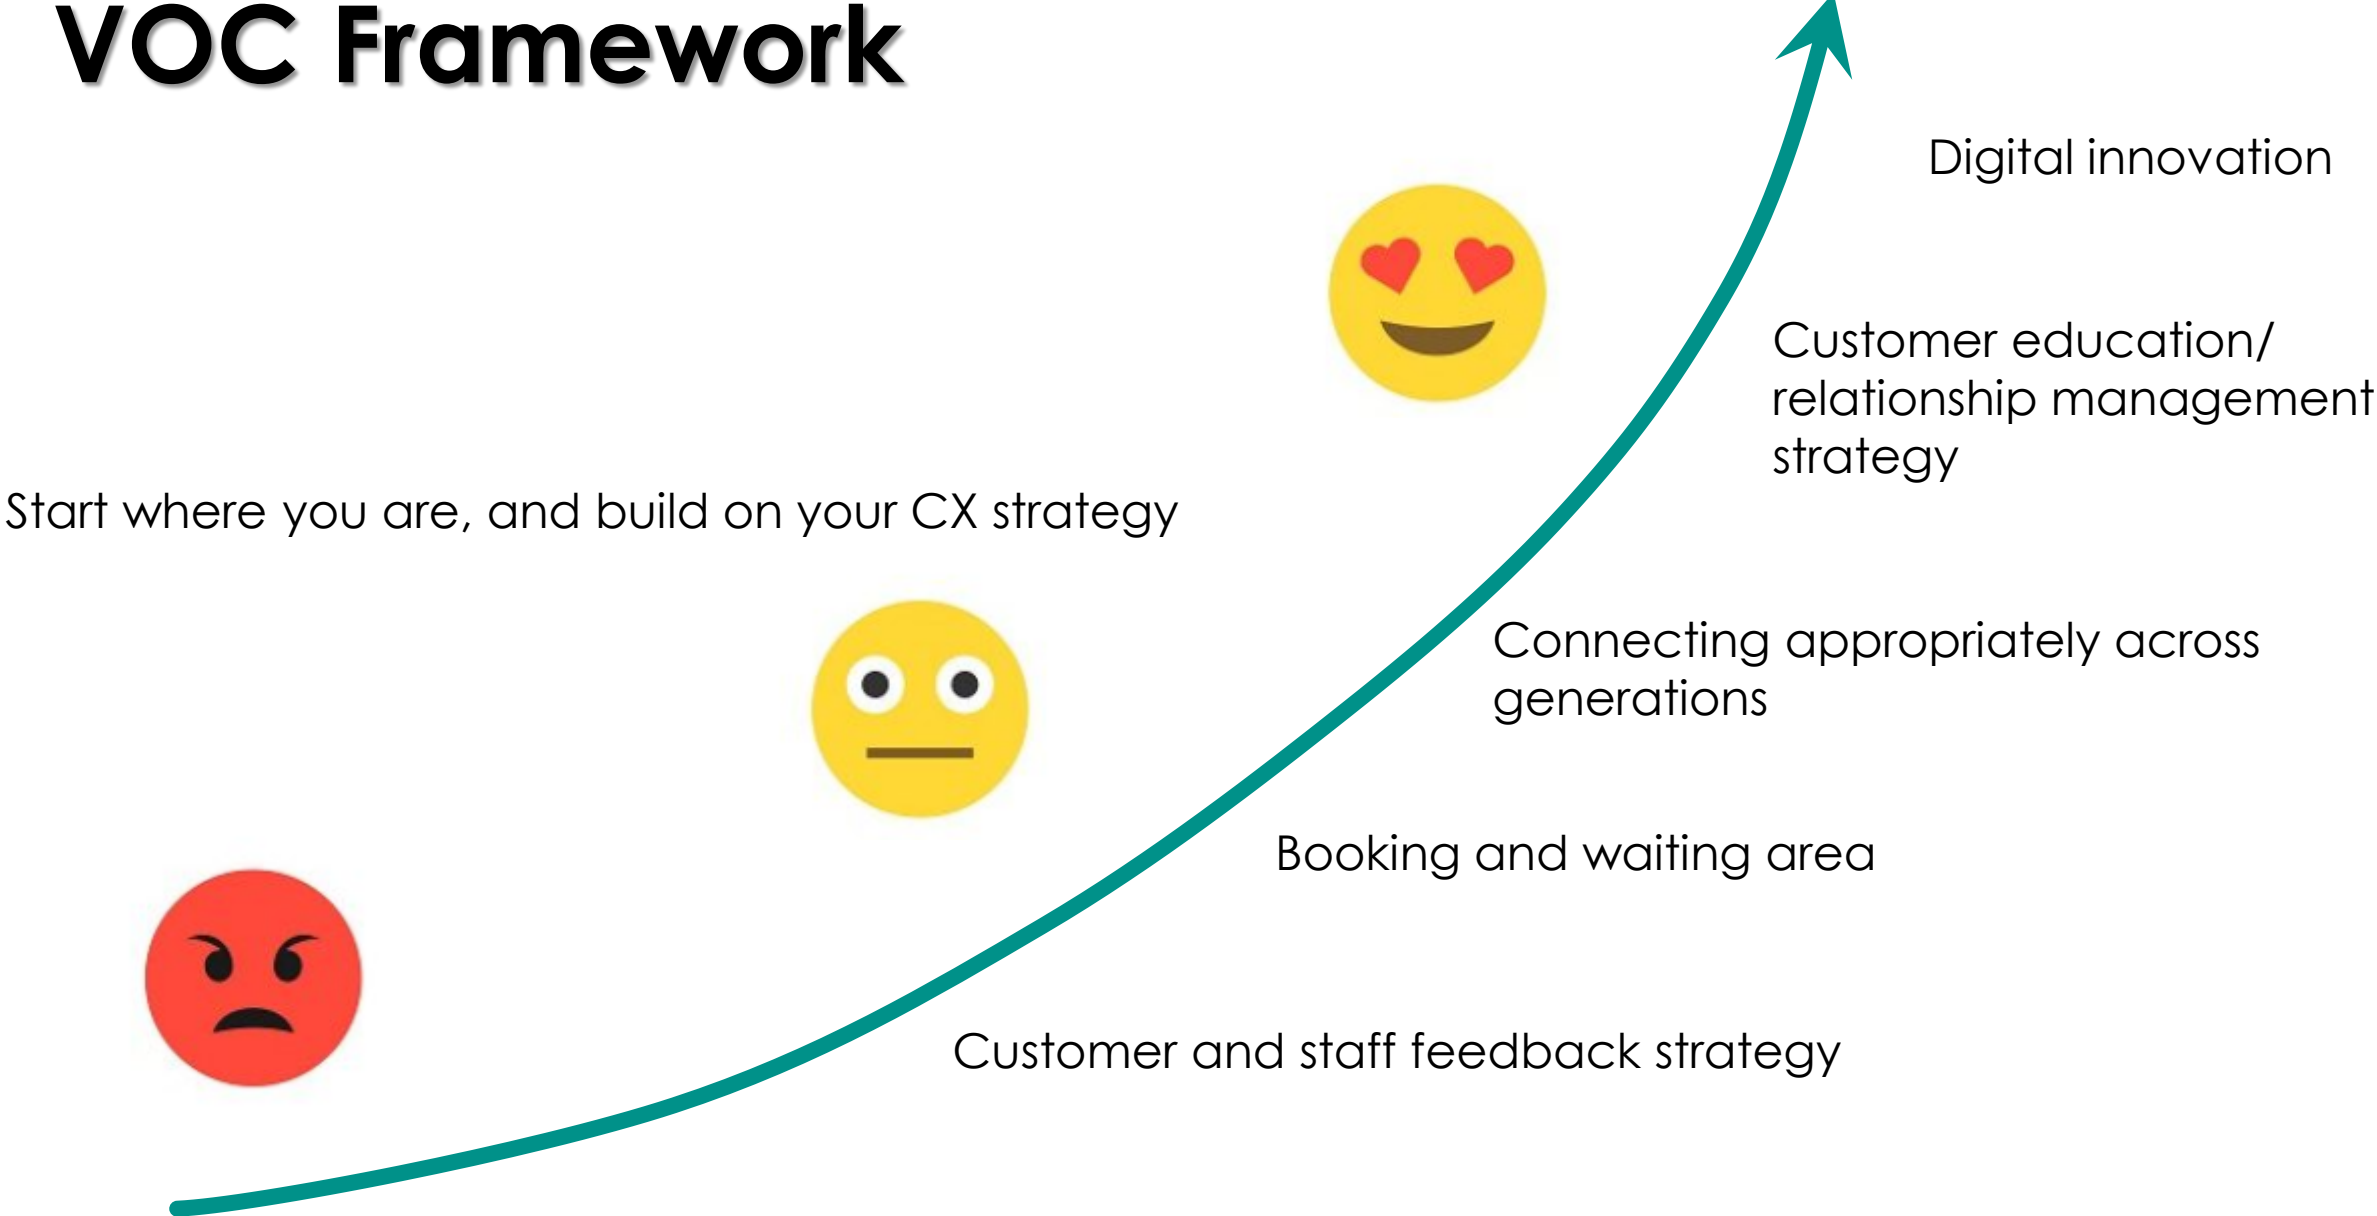 VOC Framework
Digital innovation
Customer education/
relationship management
strategy
Start where you are, and build on your CX strategy
Connecting appropriately across
generations
Booking and waiting area
Customer and staff feedback strategy